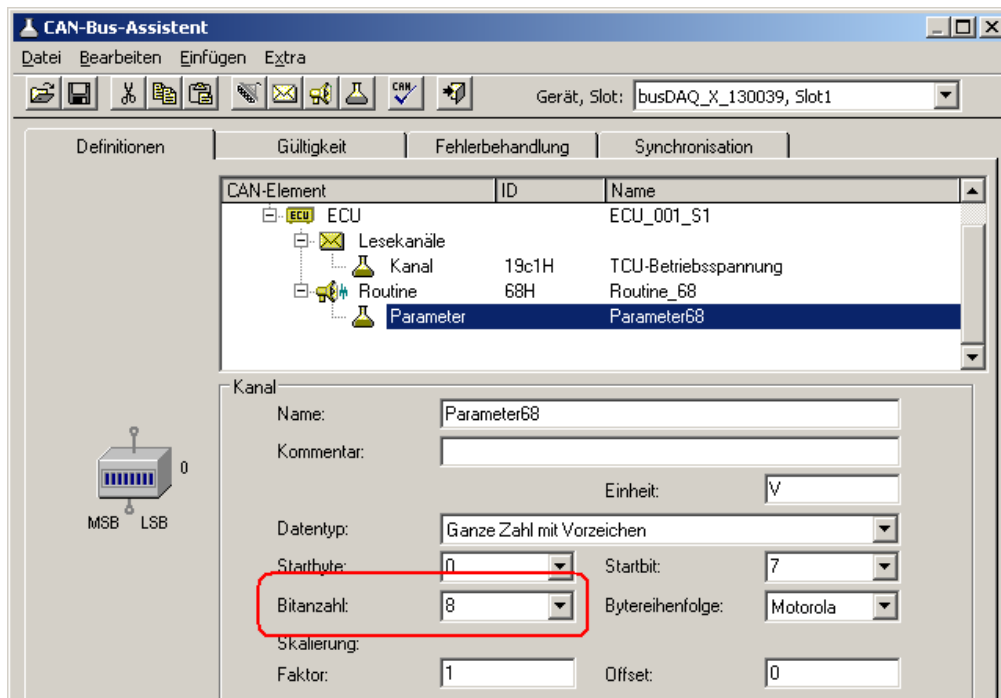 CAN-Bus-Assistent
Datei Bearbeiten Einfügen Extra
CAN Gerät, Slot: busDAQ_X_130039, Slot1
Definitionen Gültigkeit Fehlerbehandlung Synchronisation
CAN-Element ID Name
ECU ECU ECU_001_S1
Lesekanäle
Kanal 19c1H TCU-Betriebsspannung
Routine 68H Routine_68
Parameter Parameter68
Kanal
Name: Parameter68
Kommentar:
0
Einheit: V
MSB LSB
Datentyp: Ganze Zahl mit Vorzeichen
Startbyte: 0 Startbit: 7
Bitanzahl: 8 Bytereihenfolge: Motorola
Skalierung:
Faktor: 1 Offset: 0